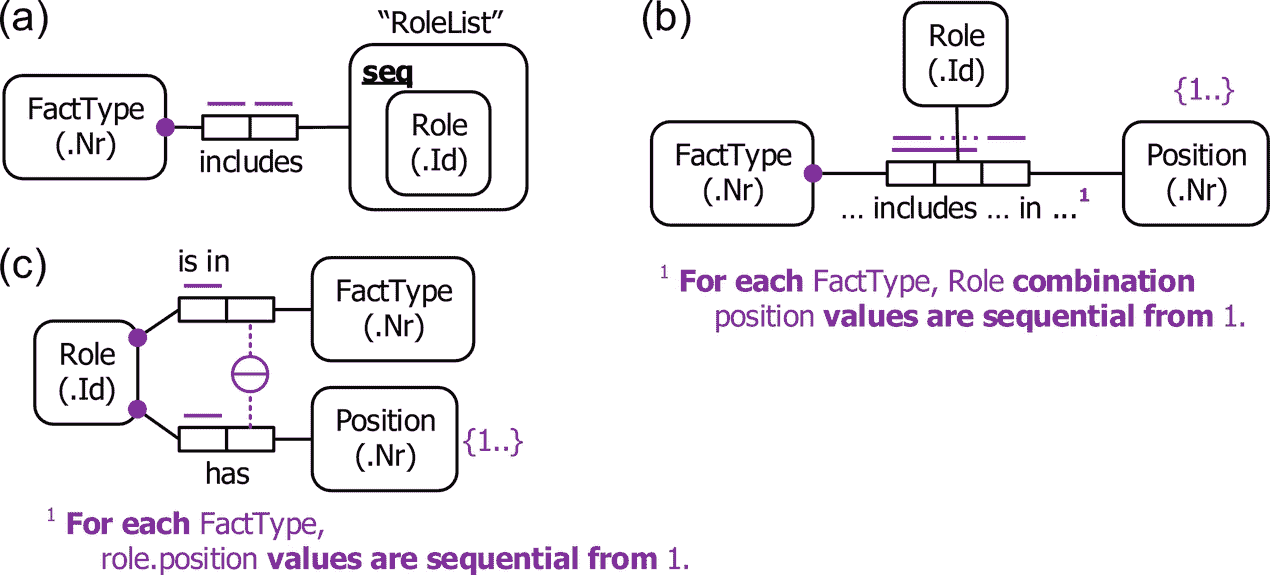 (a)
“RoleList”
seq
FactType
(.Nr)
Role
(.Id)
includes
(b)
Role
(.Id)
{1..}
FactType
(.Nr)
Position
(.Nr)
... includes ... in ...¹
¹ For each FactType, Role combination
position values are sequential from 1.
(c)
is in
FactType
(.Nr)
Role
(.Id)
Position
(.Nr)
{1..}
has
¹ For each FactType,
role.position values are sequential from 1.